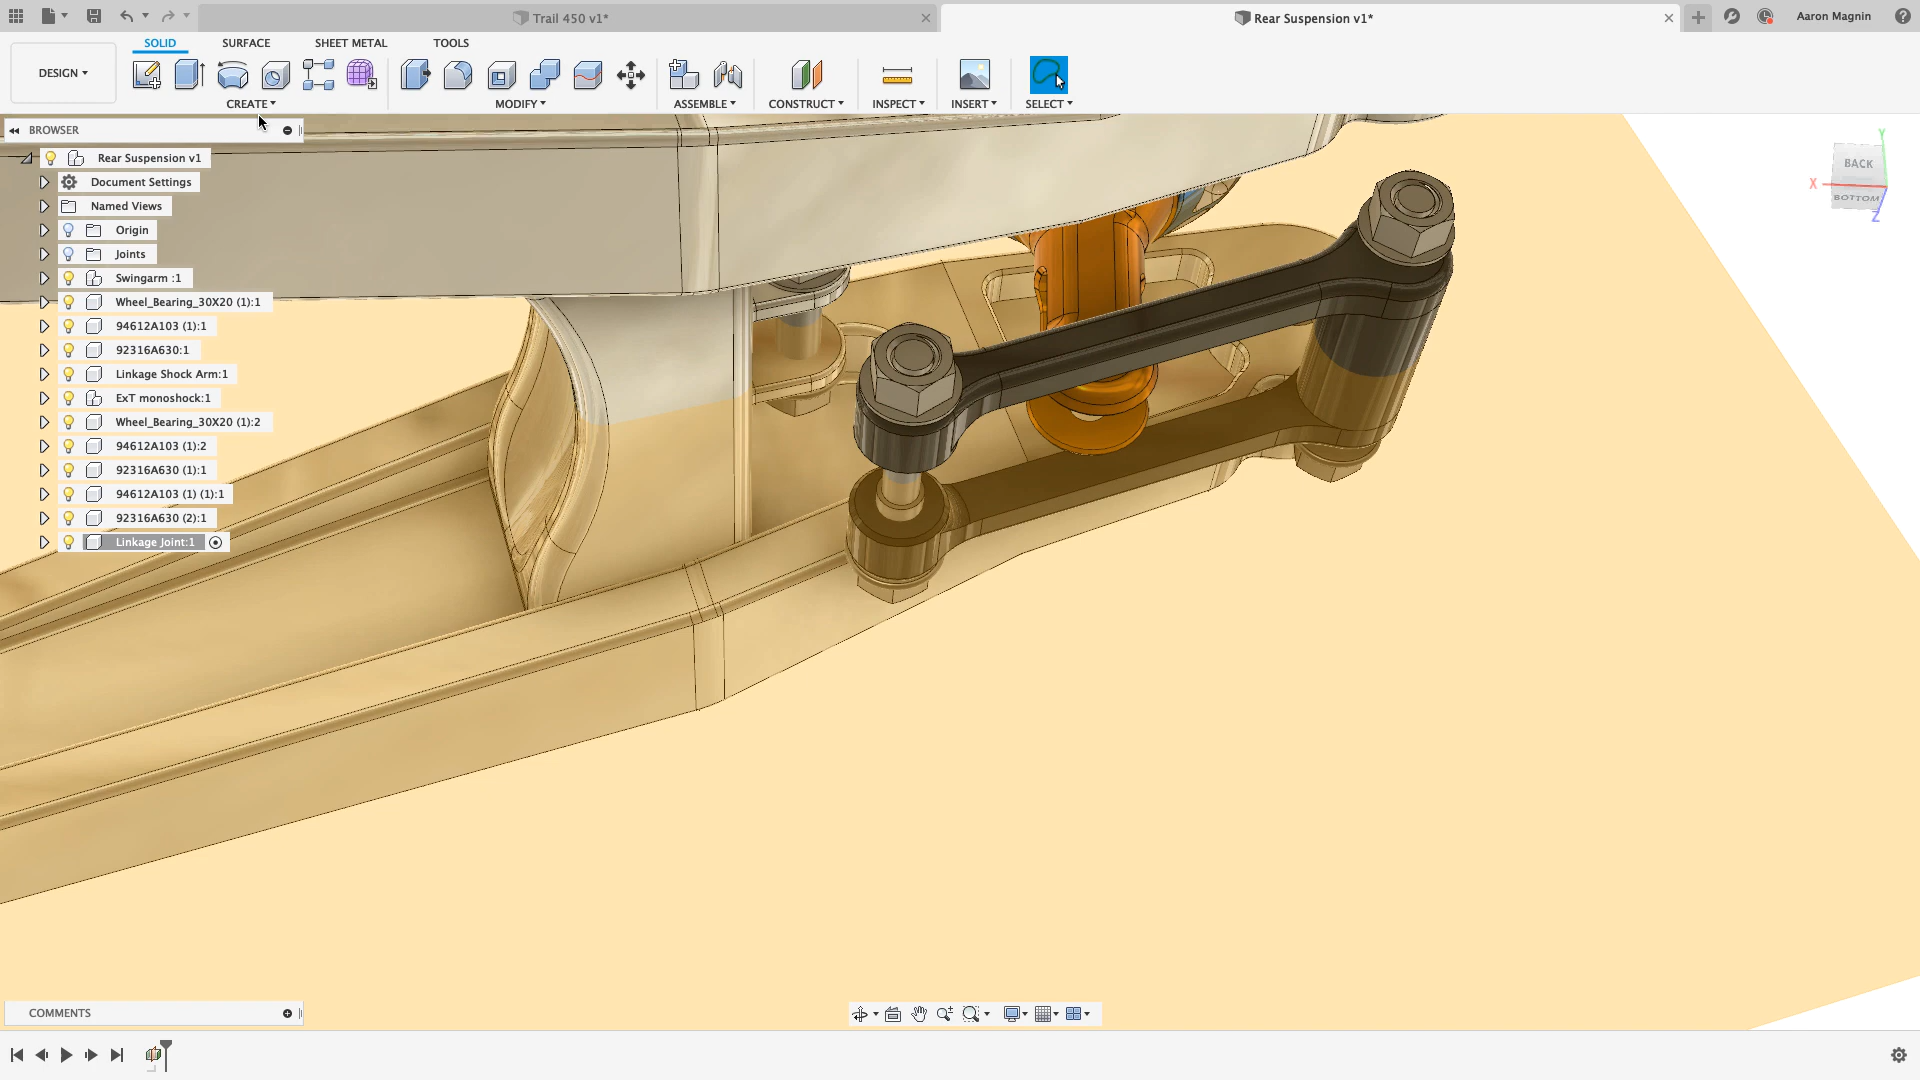 Trail 450 v1*
Rear Suspension v1*
Aaron Magnin
DESIGN
SOLID
SURFACE
SHEET METAL
TOOLS
CREATE
MODIFY
ASSEMBLE
CONSTRUCT
INSPECT
INSERT
SELECT
BROWSER
Rear Suspension v1
Document Settings
Named Views
Origin
Joints
Swingarm :1
Wheel_Bearing_30X20 (1):1
94612A103 (1):1
92316A630:1
Linkage Shock Arm:1
ExT monoshock:1
Wheel_Bearing_30X20 (1):2
94612A103 (1):2
92316A630 (1):1
94612A103 (1) (1):1
92316A630 (2):1
Linkage Joint:1
Y
BACK
X
BOTTOM
Z
COMMENTS